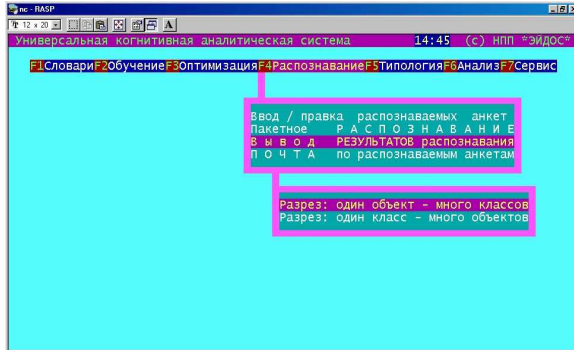 nc - RASP
12 x 20
Универсальная когнитивная аналитическая система 14:45 (с) НПП *ЭЙДОС*
F1Словари F2Обучение F3Оптимизация F4Распознавание F5Типология F6Анализ F7Сервис
Ввод / правка распознаваемых анкет
Пакетное Р А С П О З Н А В А Н И Е
В ы в о д РЕЗУЛЬТАТОВ распознавания
П О Ч Т А по распознаваемым анкетам
Разрез: один объект - много классов
Разрез: один класс - много объектов